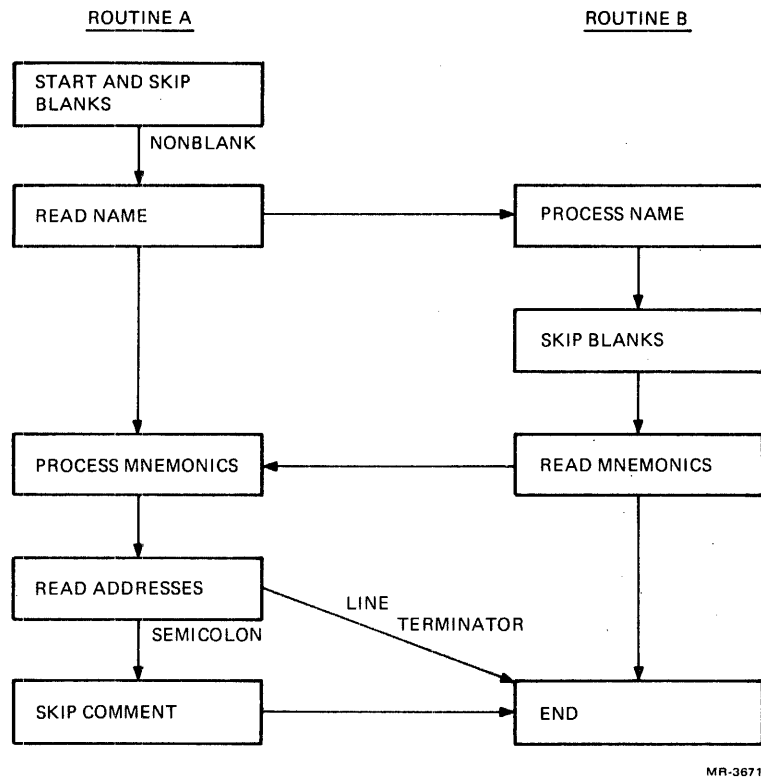 ROUTINE A
ROUTINE B
START AND SKIP
BLANKS
NONBLANK
READ NAME
PROCESS NAME
SKIP BLANKS
PROCESS MNEMONICS
READ MNEMONICS
READ ADDRESSES
LINE
TERMINATOR
SEMICOLON
SKIP COMMENT
END
MR-3671